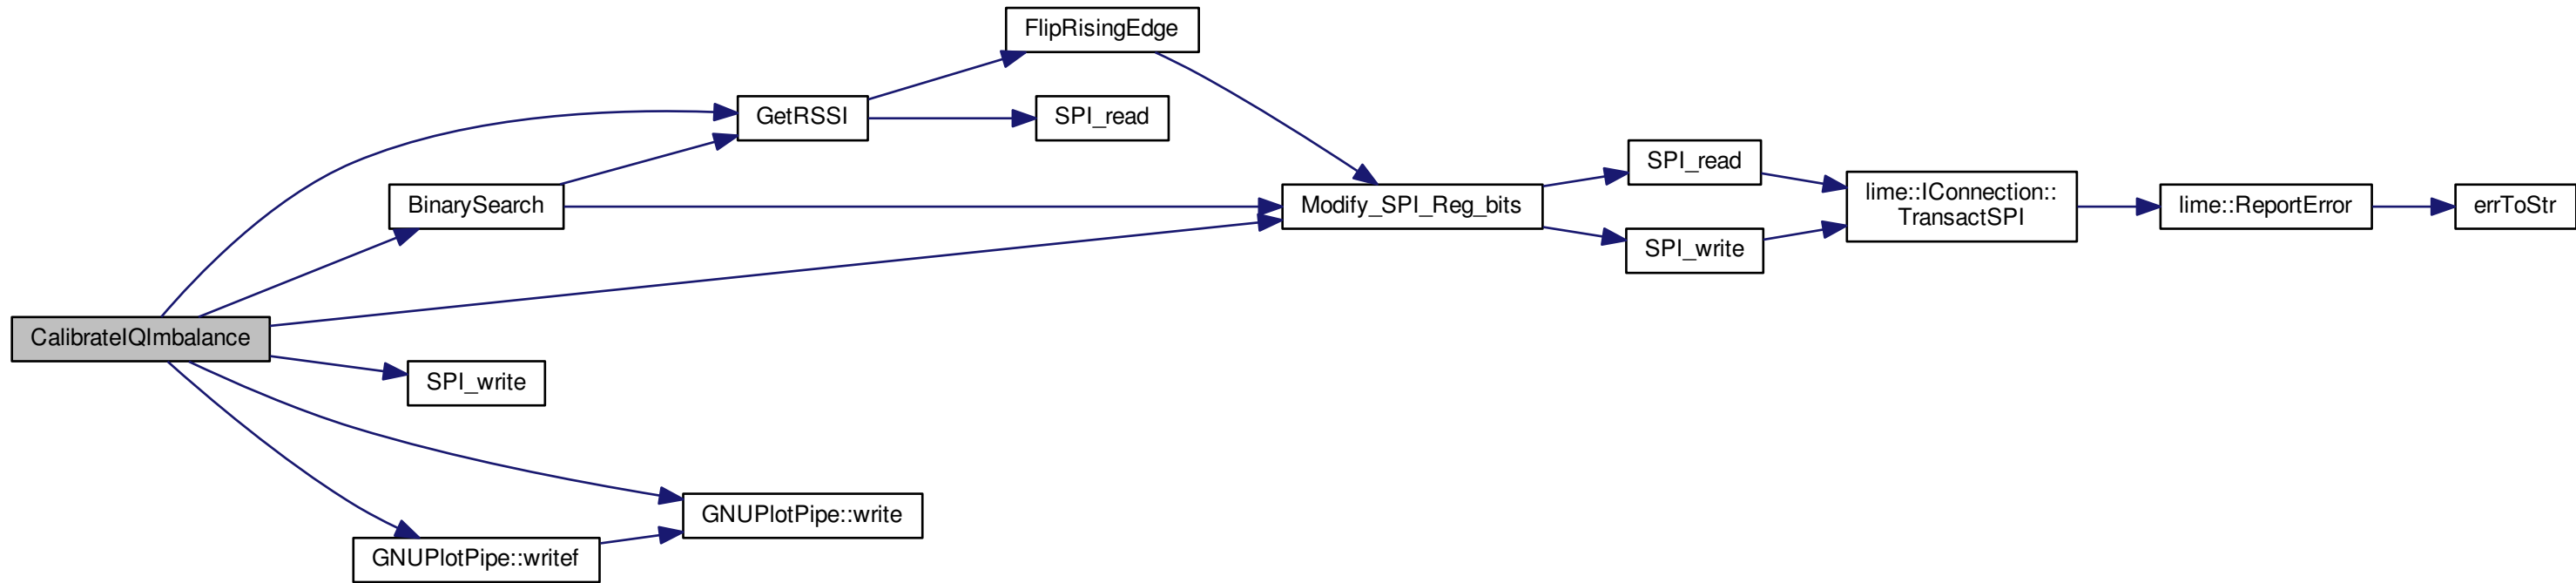 FlipRisingEdge
GetRSSI
SPI_read
SPI_read
lime::IConnection::
TransactSPI
BinarySearch
Modify_SPI_Reg_bits
lime::ReportError
errToStr
SPI_write
CalibrateIQImbalance
SPI_write
GNUPlotPipe::write
GNUPlotPipe::writef